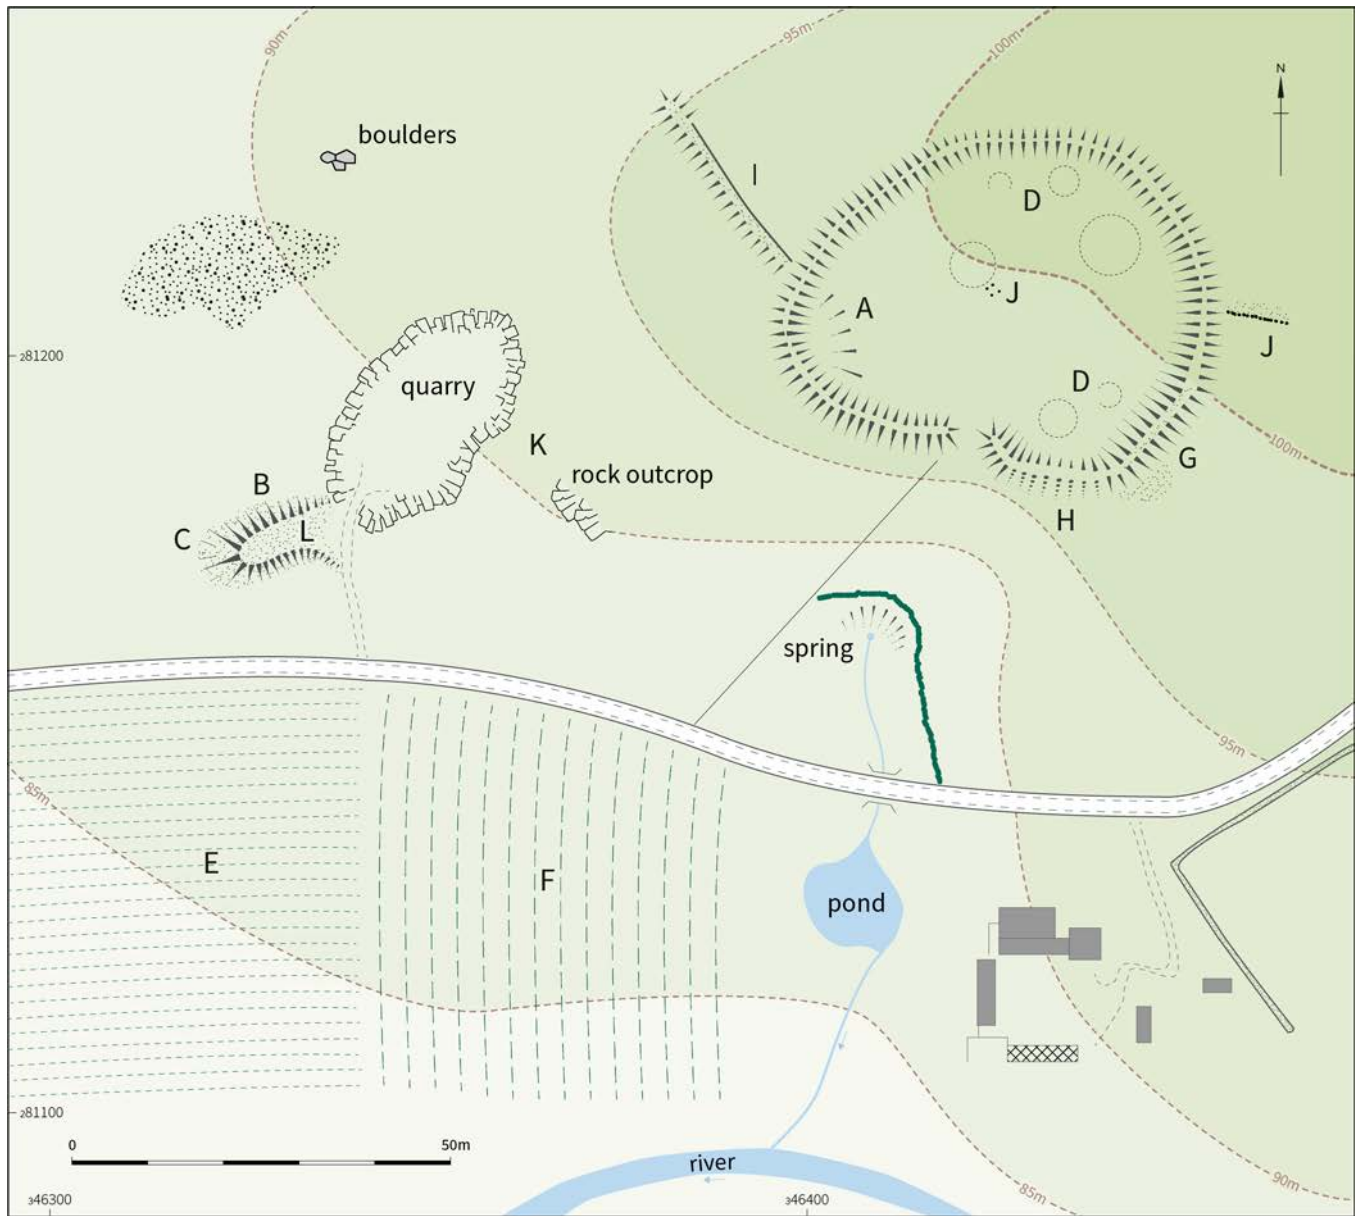 90m
95m
100m
N
boulders
I
D
A
J
J
281200
quarry
D
K
100m
rock outcrop
G
B
H
C
L
spring
95m
85m
E
F
pond
281100
0
50m
river
90m
85m
346300
346400